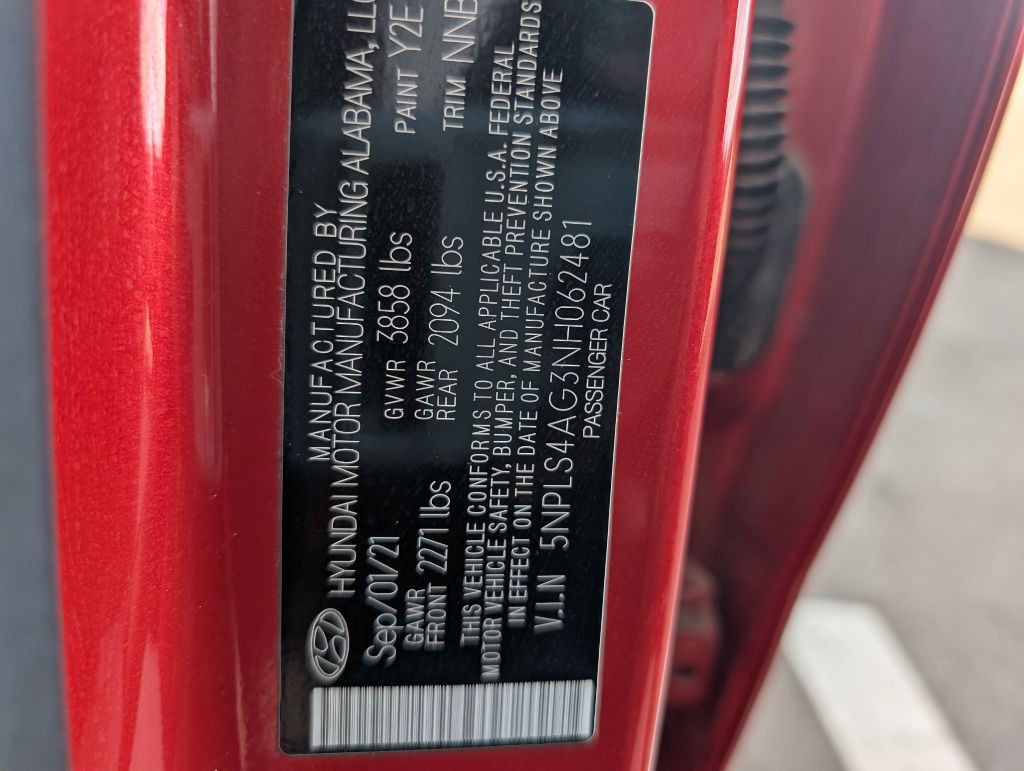 MANUFACTURED BY
HYUNDAI MOTOR MANUFACTURING ALABAMA, LLC
Sep/01/21 GVWR 3858 lbs PAINT Y2E
GAWR FRONT 2271 lbs GAWR REAR 2094 lbs TRIM NNB
THIS VEHICLE CONFORMS TO ALL APPLICABLE U.S.A. FEDERAL
MOTOR VEHICLE SAFETY, BUMPER, AND THEFT PREVENTION STANDARDS
IN EFFECT ON THE DATE OF MANUFACTURE SHOWN ABOVE
V.I.N 5NPLS4AG3NH062481
PASSENGER CAR